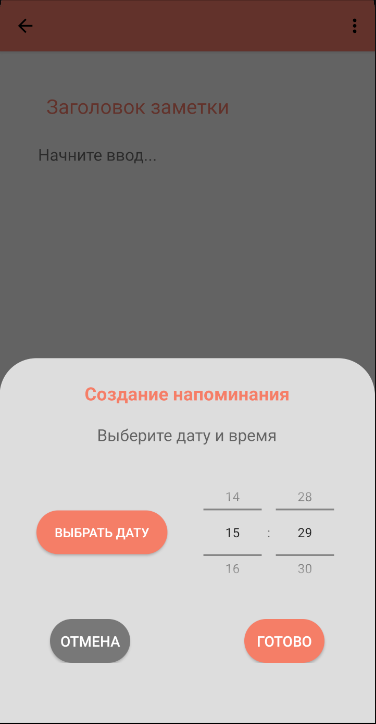 Заголовок заметки
Начните ввод...
Создание напоминания
Выберите дату и время
14 28
ВЫБРАТЬ ДАТУ 15 : 29
16 30
ОТМЕНА ГОТОВО